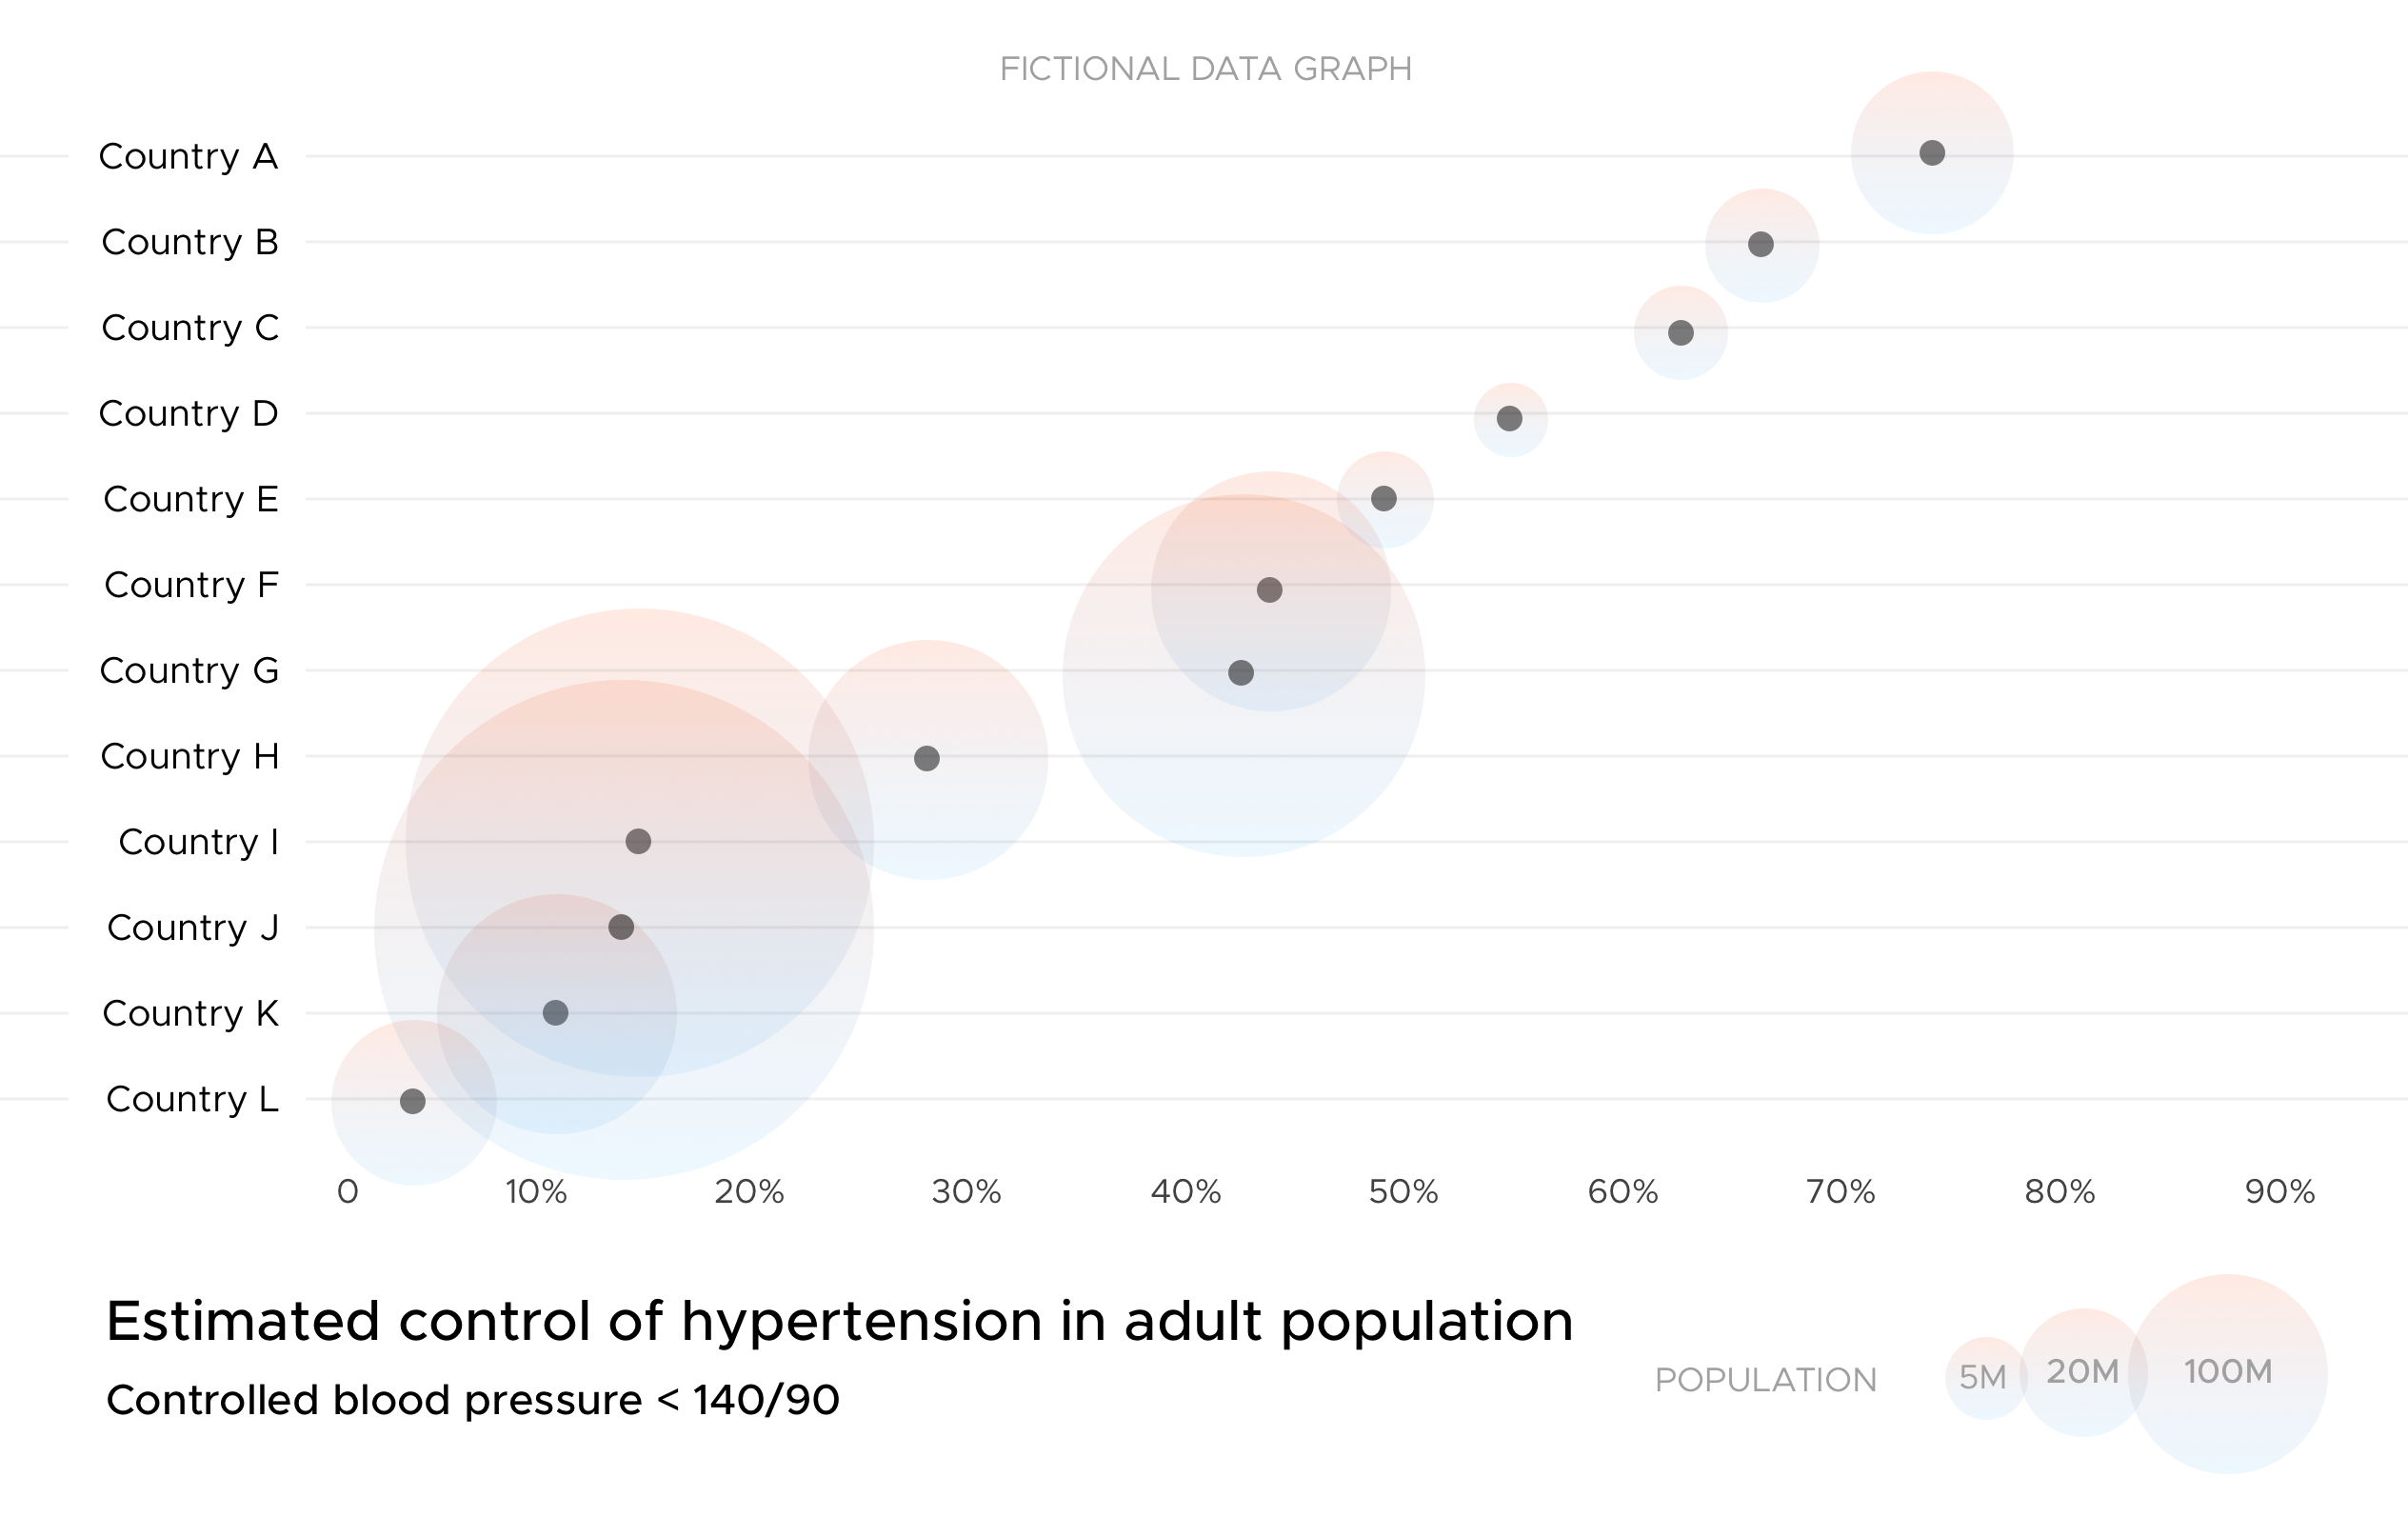 FICTIONAL DATA GRAPH
Country A
Country B
Country C
Country D
Country E
Country F
Country G
Country H
Country I
Country J
Country K
Country L
0 10% 20% 30% 40% 50% 60% 70% 80% 90%
Estimated control of hypertension in adult population
Controlled blood pressure < 140/90
POPULATION 5M 20M 100M